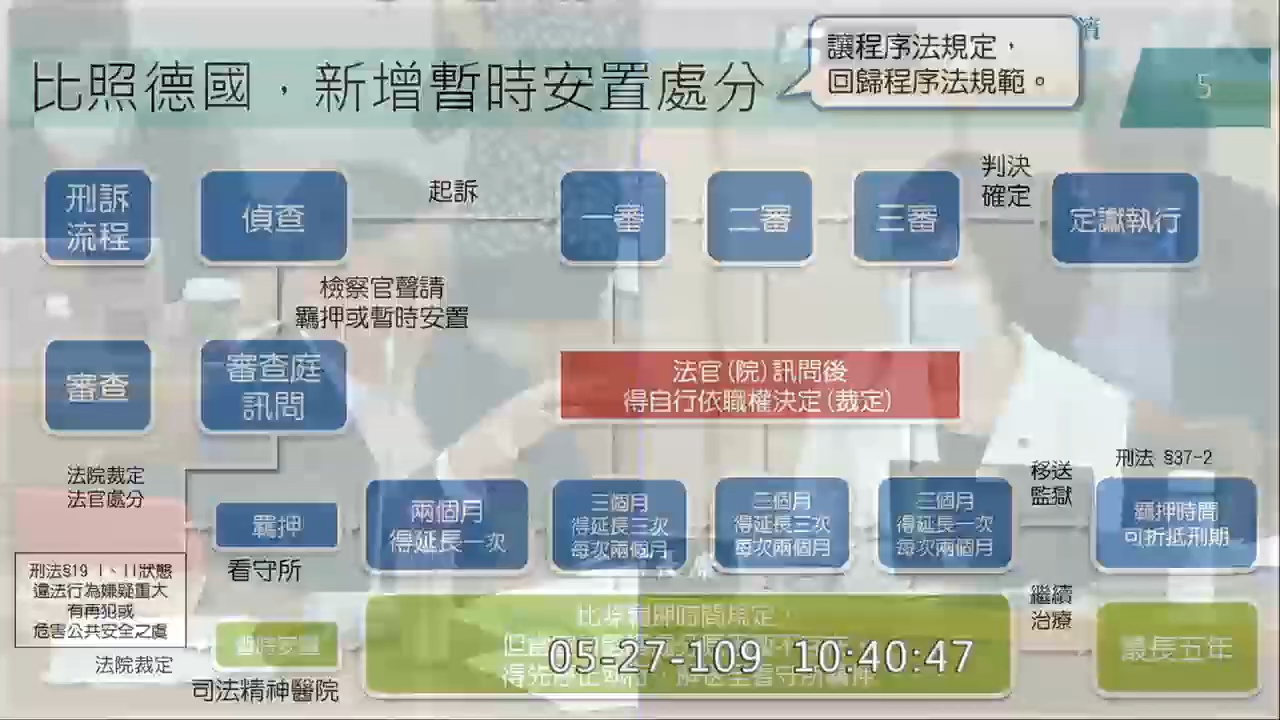 讓程序法規定，
回歸程序法規範。
比照德國，新增暫時安置處分
5
刑訴
流程
偵查
起訴
一審
二審
三審
判決
確定
定讞執行
檢察官聲請
羈押或暫時安置
審查
審查庭
訊問
法官(院)訊問後
得自行依職權決定(裁定)
法院裁定
法官處分
羈押
看守所
兩個月
得延長一次
三個月
得延長三次
每次兩個月
三個月
得延長三次
每次兩個月
三個月
得延長一次
每次兩個月
移送
監獄
刑法 §37-2
羈押時間
可折抵刑期
刑法§19 I、II狀態
違法行為嫌疑重大
有再犯或
危害公共安全之虞
法院裁定
暫時安置
司法精神醫院
比照羈押時間規定，
繼續
治療
最長五年
05-27-109 10:40:47